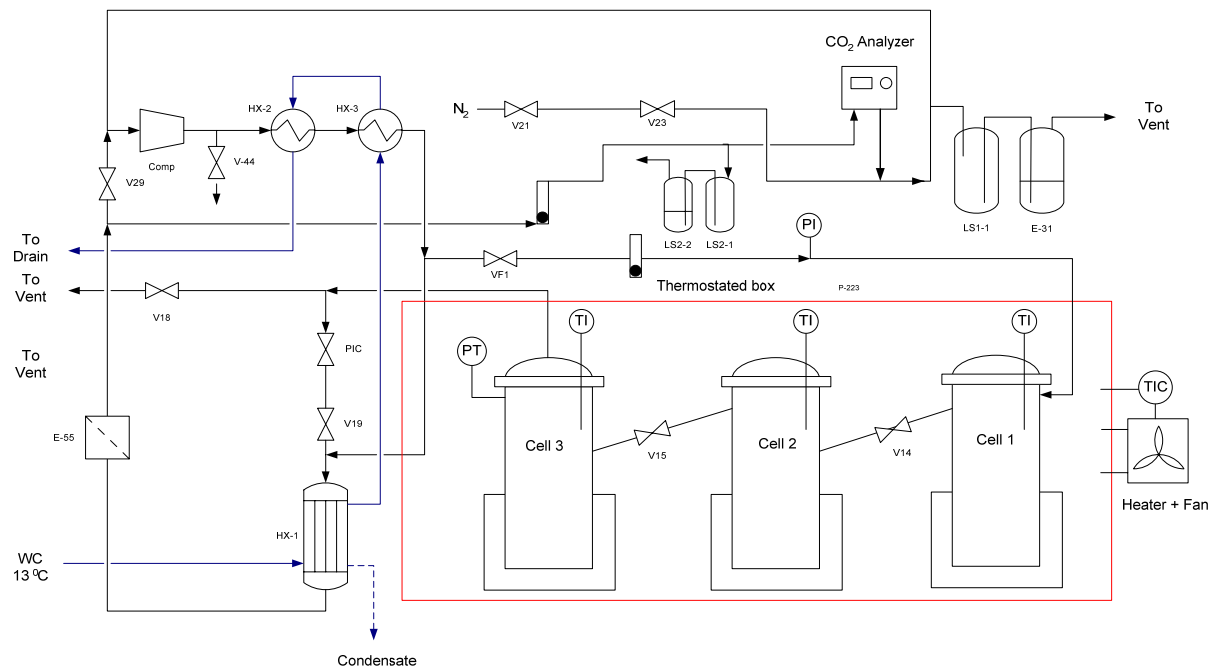 CO2 Analyzer
HX-2
HX-3
N2
V21
V23
To
Vent
Comp
V-44
V29
LS2-2
LS2-1
LS1-1
E-31
To
Drain
PI
To
Vent
VF1
Thermostated box
P-223
V18
TI
TI
TI
PT
PIC
To
Vent
TIC
V19
E-55
Cell 3
V15
Cell 2
V14
Cell 1
Heater + Fan
HX-1
WC
13 ⁰C
Condensate